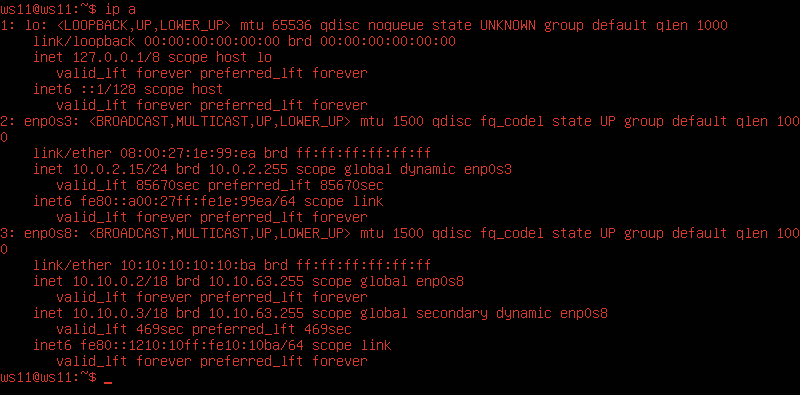 ws11@ws11:~$ ip a
1: lo: <LOOPBACK,UP,LOWER_UP> mtu 65536 qdisc noqueue state UNKNOWN group default qlen 1000
    link/loopback 00:00:00:00:00:00 brd 00:00:00:00:00:00
    inet 127.0.0.1/8 scope host lo
       valid_lft forever preferred_lft forever
    inet6 ::1/128 scope host
       valid_lft forever preferred_lft forever
2: enp0s3: <BROADCAST,MULTICAST,UP,LOWER_UP> mtu 1500 qdisc fq_codel state UP group default qlen 100
0
    link/ether 08:00:27:1e:99:ea brd ff:ff:ff:ff:ff:ff
    inet 10.0.2.15/24 brd 10.0.2.255 scope global dynamic enp0s3
       valid_lft 85670sec preferred_lft 85670sec
    inet6 fe80::a00:27ff:fe1e:99ea/64 scope link
       valid_lft forever preferred_lft forever
3: enp0s8: <BROADCAST,MULTICAST,UP,LOWER_UP> mtu 1500 qdisc fq_codel state UP group default qlen 100
0
    link/ether 10:10:10:10:10:ba brd ff:ff:ff:ff:ff:ff
    inet 10.10.0.2/18 brd 10.10.63.255 scope global enp0s8
       valid_lft forever preferred_lft forever
    inet 10.10.0.3/18 brd 10.10.63.255 scope global secondary dynamic enp0s8
       valid_lft 469sec preferred_lft 469sec
    inet6 fe80::1210:10ff:fe10:10ba/64 scope link
       valid_lft forever preferred_lft forever
ws11@ws11:~$ _